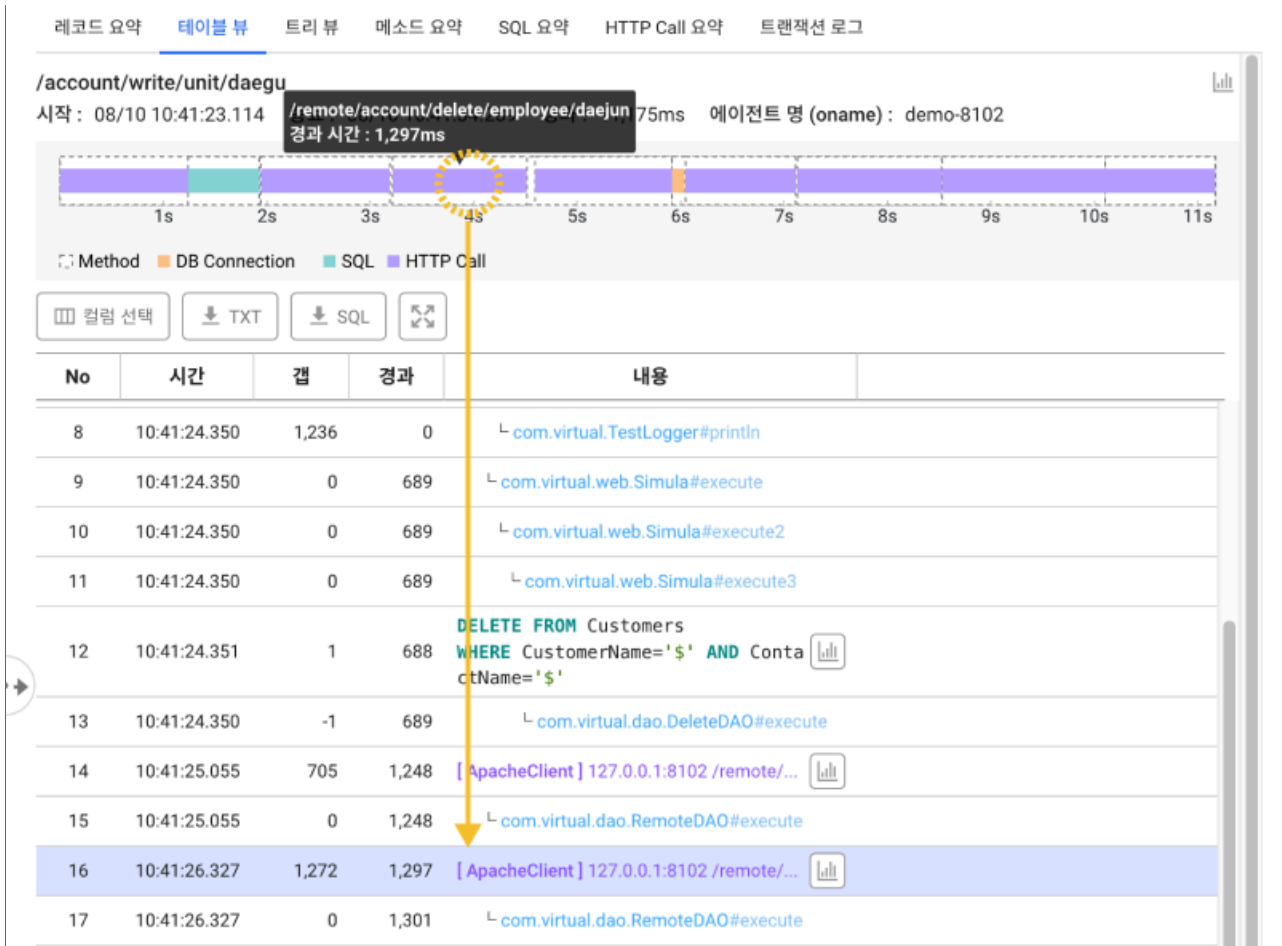 레코드 요약 테이블 뷰 트리 뷰 메소드 요약 SQL 요약 HTTP Call 요약 트랜잭션 로그
/account/write/unit/daegu
/remote/account/delete/employee/daejun
시작 : 08/10 10:41:23.114 75ms 에이전트 명 (oname) : demo-8102
경과 시간 : 1,297ms
1s 2s 3s 4s 5s 6s 7s 8s 9s 10s 11s
Method DB Connection SQL HTTP Call
컬럼 선택 TXT SQL
No 시간 갭 경과 내용
8 10:41:24.350 1,236 0 └ com.virtual.TestLogger#println
9 10:41:24.350 0 689 └ com.virtual.web.Simula#execute
10 10:41:24.350 0 689 └ com.virtual.web.Simula#execute2
11 10:41:24.350 0 689 └ com.virtual.web.Simula#execute3
DELETE FROM Customers
12 10:41:24.351 1 688 WHERE CustomerName='$' AND Conta
ctName='$'
13 10:41:24.350 -1 689 └ com.virtual.dao.DeleteDAO#execute
14 10:41:25.055 705 1,248 [ ApacheClient ] 127.0.0.1:8102 /remote/...
15 10:41:25.055 0 1,248 └ com.virtual.dao.RemoteDAO#execute
16 10:41:26.327 1,272 1,297 [ ApacheClient ] 127.0.0.1:8102 /remote/...
17 10:41:26.327 0 1,301 └ com.virtual.dao.RemoteDAO#execute